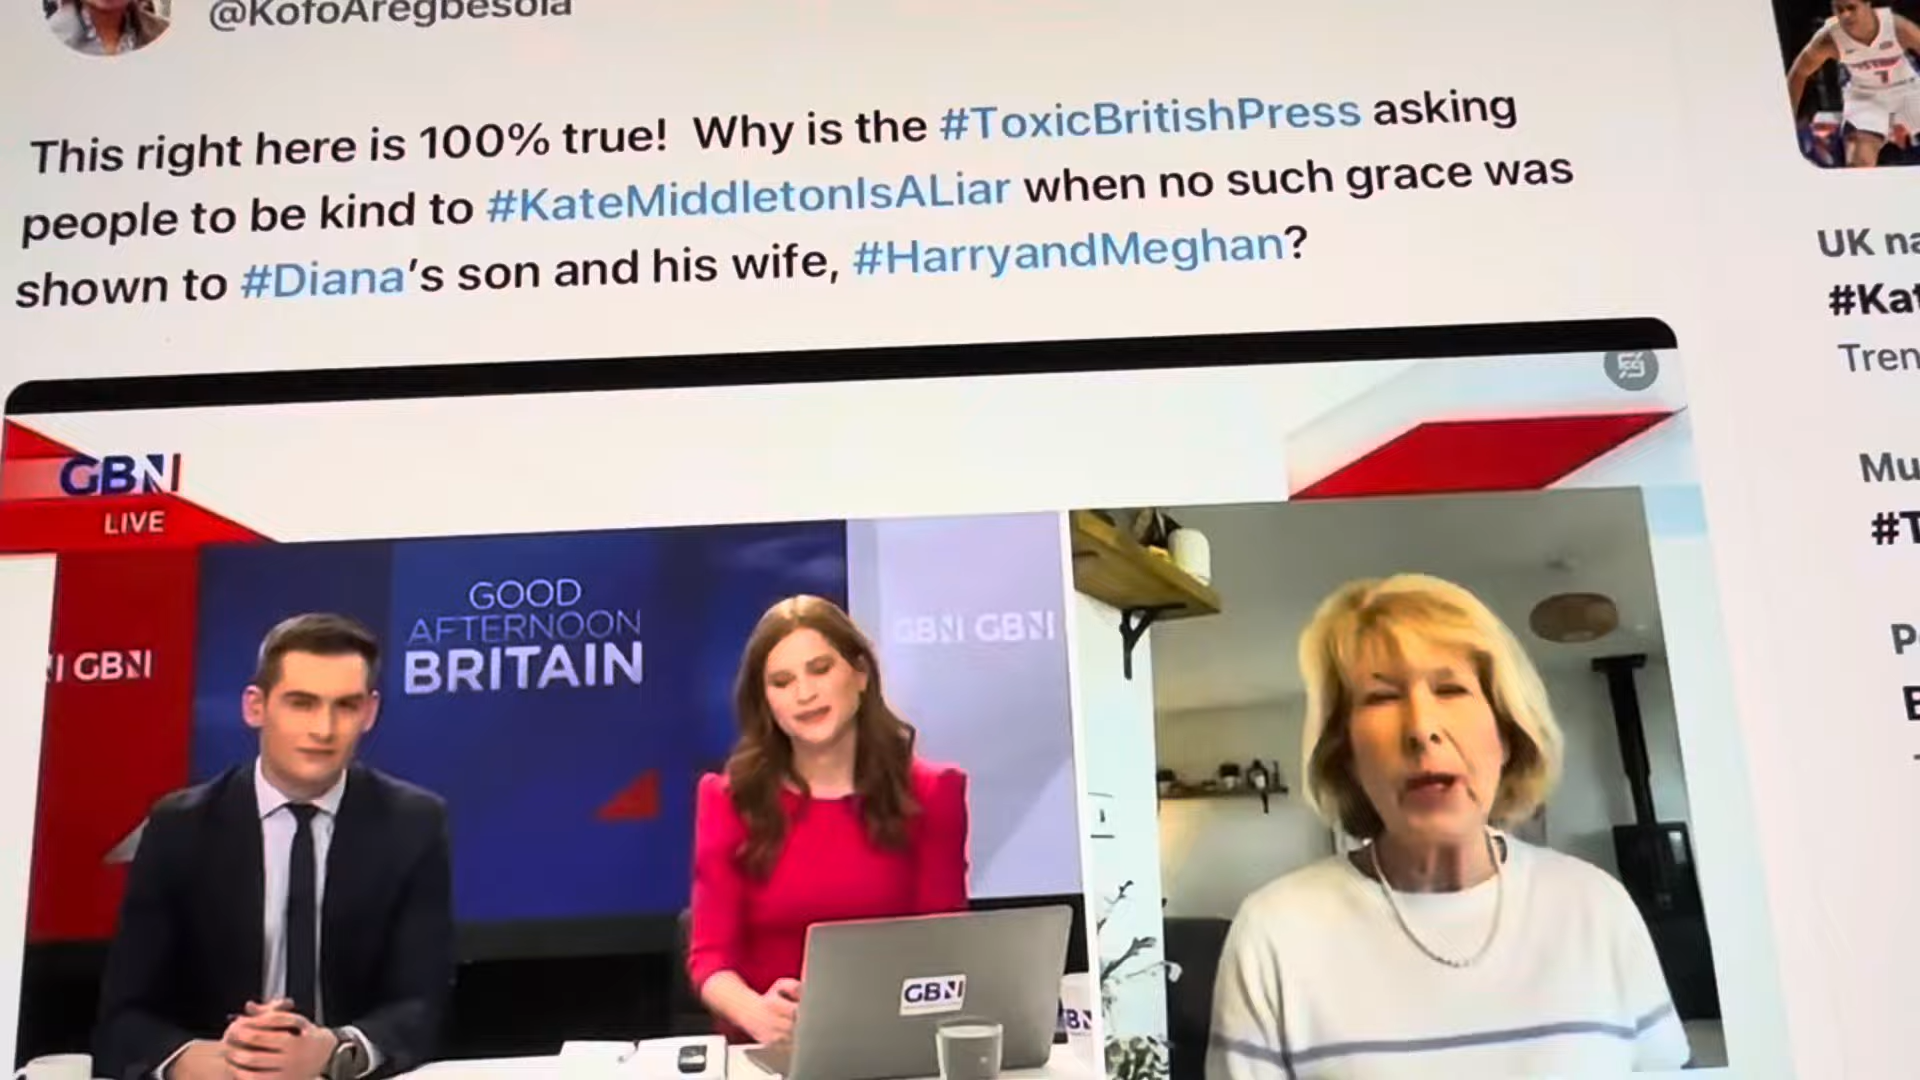 @KofoAregbesola
This right here is 100% true! Why is the #ToxicBritishPress asking
people to be kind to #KateMiddletonIsALiar when no such grace was
shown to #Diana's son and his wife, #HarryandMeghan?
UK na
#Kat
Tren
Mu
#T
GBN
LIVE
GOOD
AFTERNOON
BRITAIN
GBN
GBN GBN
GBN